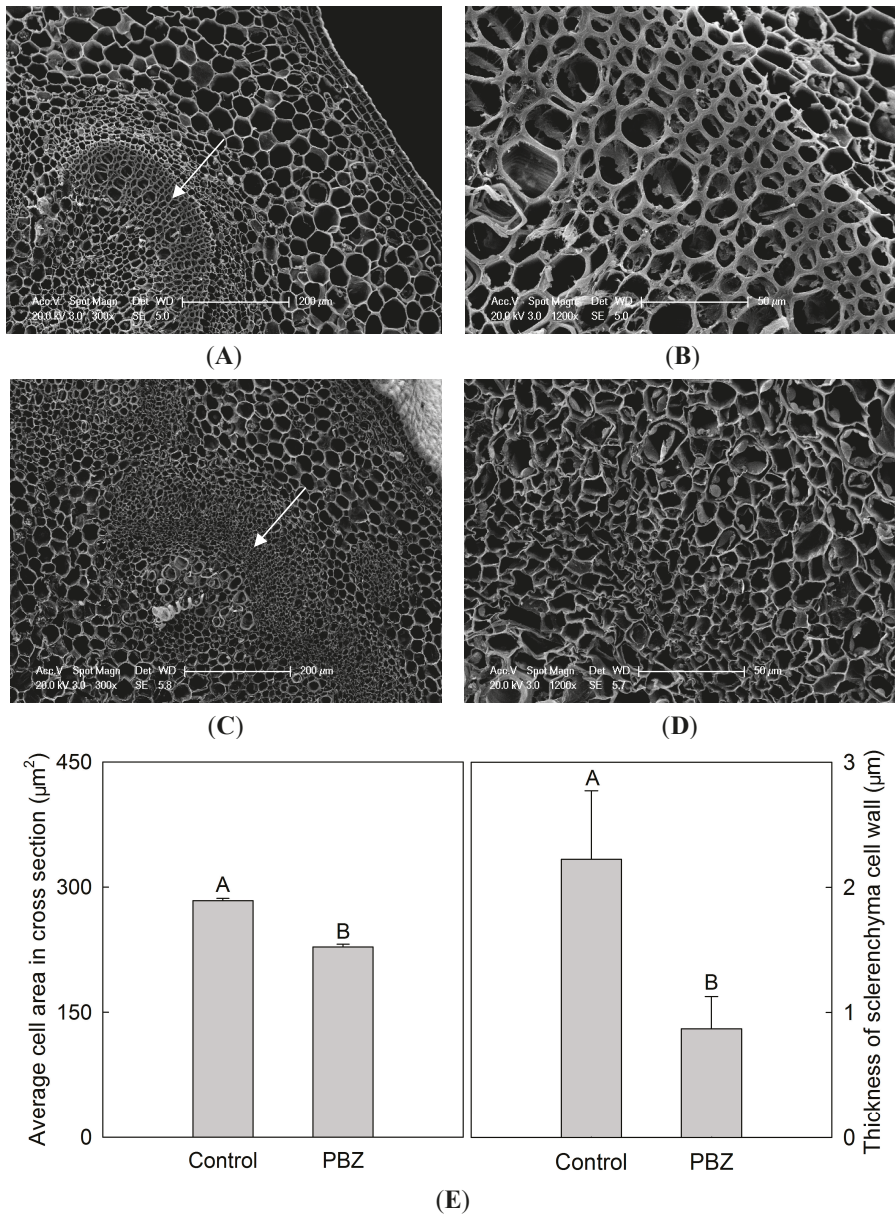 Acc.V Spot Magn Det WD 200 µm
20.0 kV 3.0 300x SE 5.0
(A)
Acc.V Spot Magn Det WD 50 µm
20.0 kV 3.0 1200x SE 5.0
(B)
Acc.V Spot Magn Det WD 200 µm
20.0 kV 3.0 300x SE 5.8
(C)
Acc.V Spot Magn Det WD 50 µm
20.0 kV 3.0 1200x SE 5.7
(D)
Average cell area in cross section (µm²)
450
300
150
0
A
B
Control PBZ
A
B
Control PBZ
3
2
1
0
Thickness of sclerenchyma cell wall (µm)
(E)